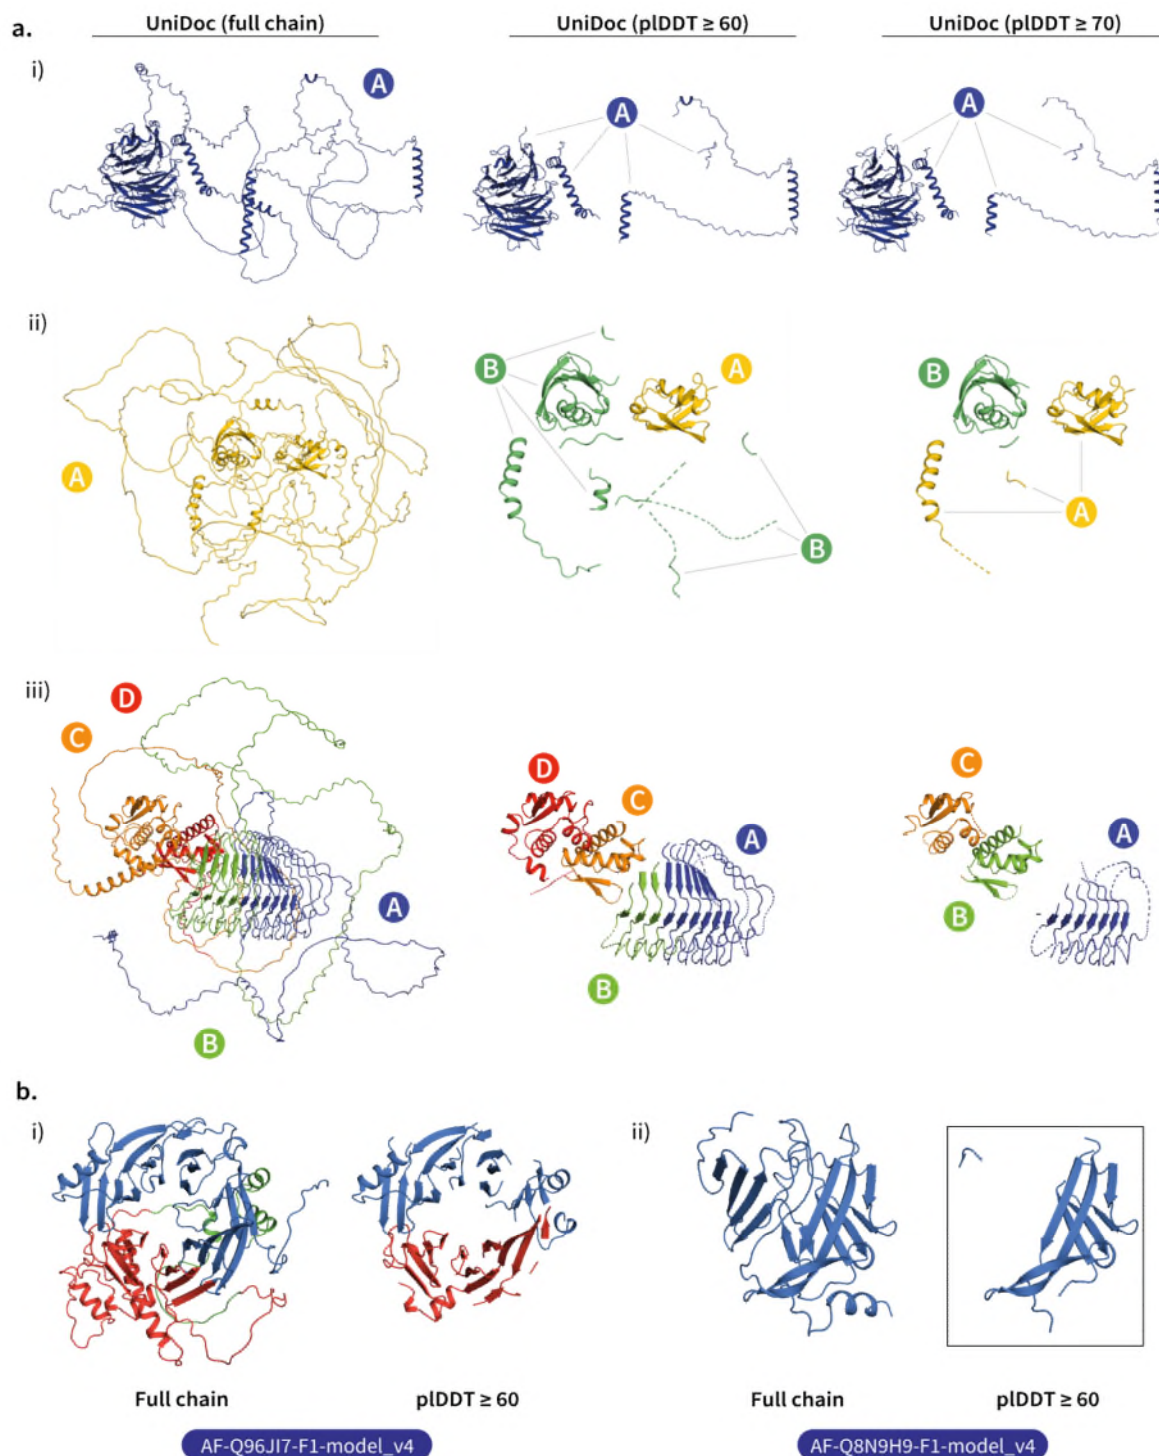 a.
UniDoc (full chain) UniDoc (plDDT ≥ 60) UniDoc (plDDT ≥ 70)
i)
A A A
ii)
A B A B B A
iii)
D C A B
D C A B
C A B
b.
i) ii)
Full chain plDDT ≥ 60 Full chain plDDT ≥ 60
AF-Q96JI7-F1-model_v4 AF-Q8N9H9-F1-model_v4